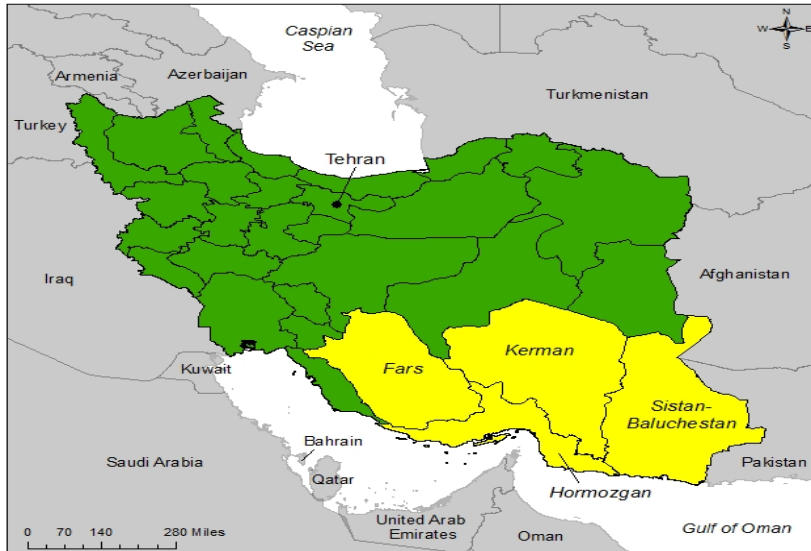 N
W E
S
Caspian
Sea
Armenia
Azerbaijan
Turkmenistan
Turkey
Tehran
Iraq
Afghanistan
Kerman
Fars
Kuwait
Sistan-
Baluchestan
Bahrain
Saudi Arabia
Pakistan
Qatar
Hormozgan
United Arab
Emirates
Oman
Gulf of Oman
0 70 140 280 Miles